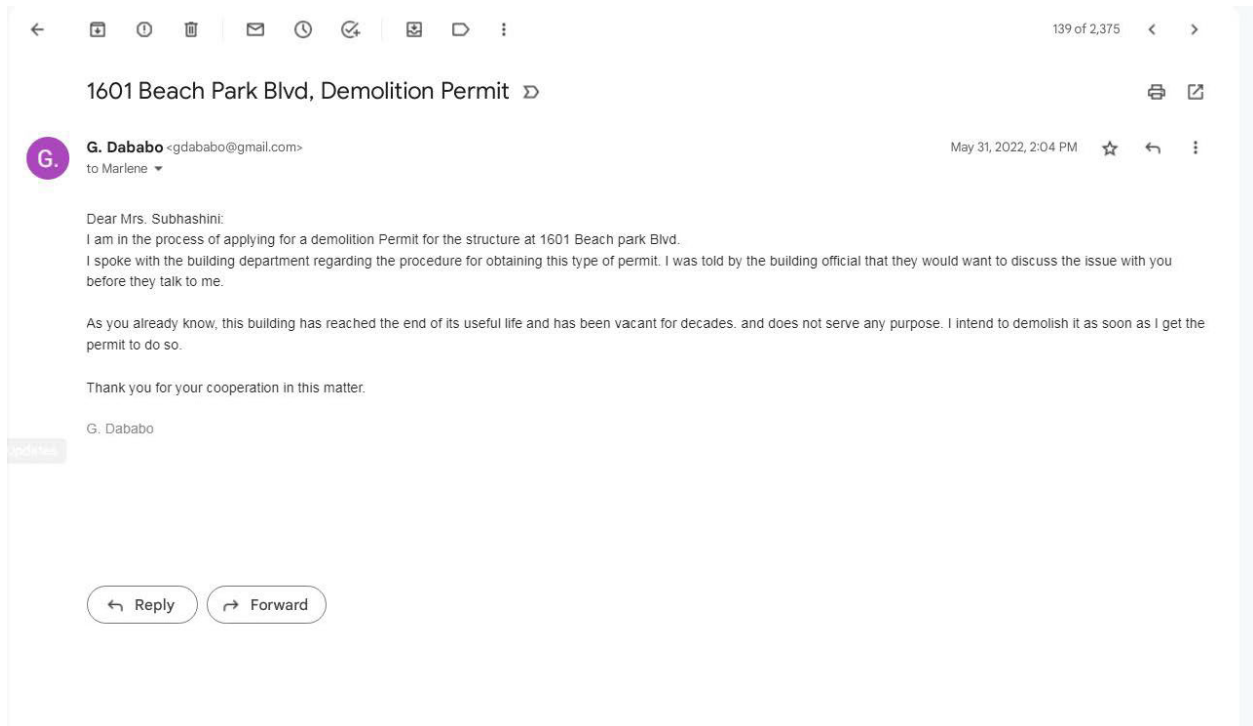 139 of 2,375
1601 Beach Park Blvd, Demolition Permit
G.
G. Dababo <gdababo@gmail.com>
May 31, 2022, 2:04 PM
to Marlene
Dear Mrs. Subhashini:
I am in the process of applying for a demolition Permit for the structure at 1601 Beach park Blvd.
I spoke with the building department regarding the procedure for obtaining this type of permit. I was told by the building official that they would want to discuss the issue with you
before they talk to me.
As you already know, this building has reached the end of its useful life and has been vacant for decades. and does not serve any purpose. I intend to demolish it as soon as I get the
permit to do so.
Thank you for your cooperation in this matter.
G. Dababo
Updates
Reply
Forward